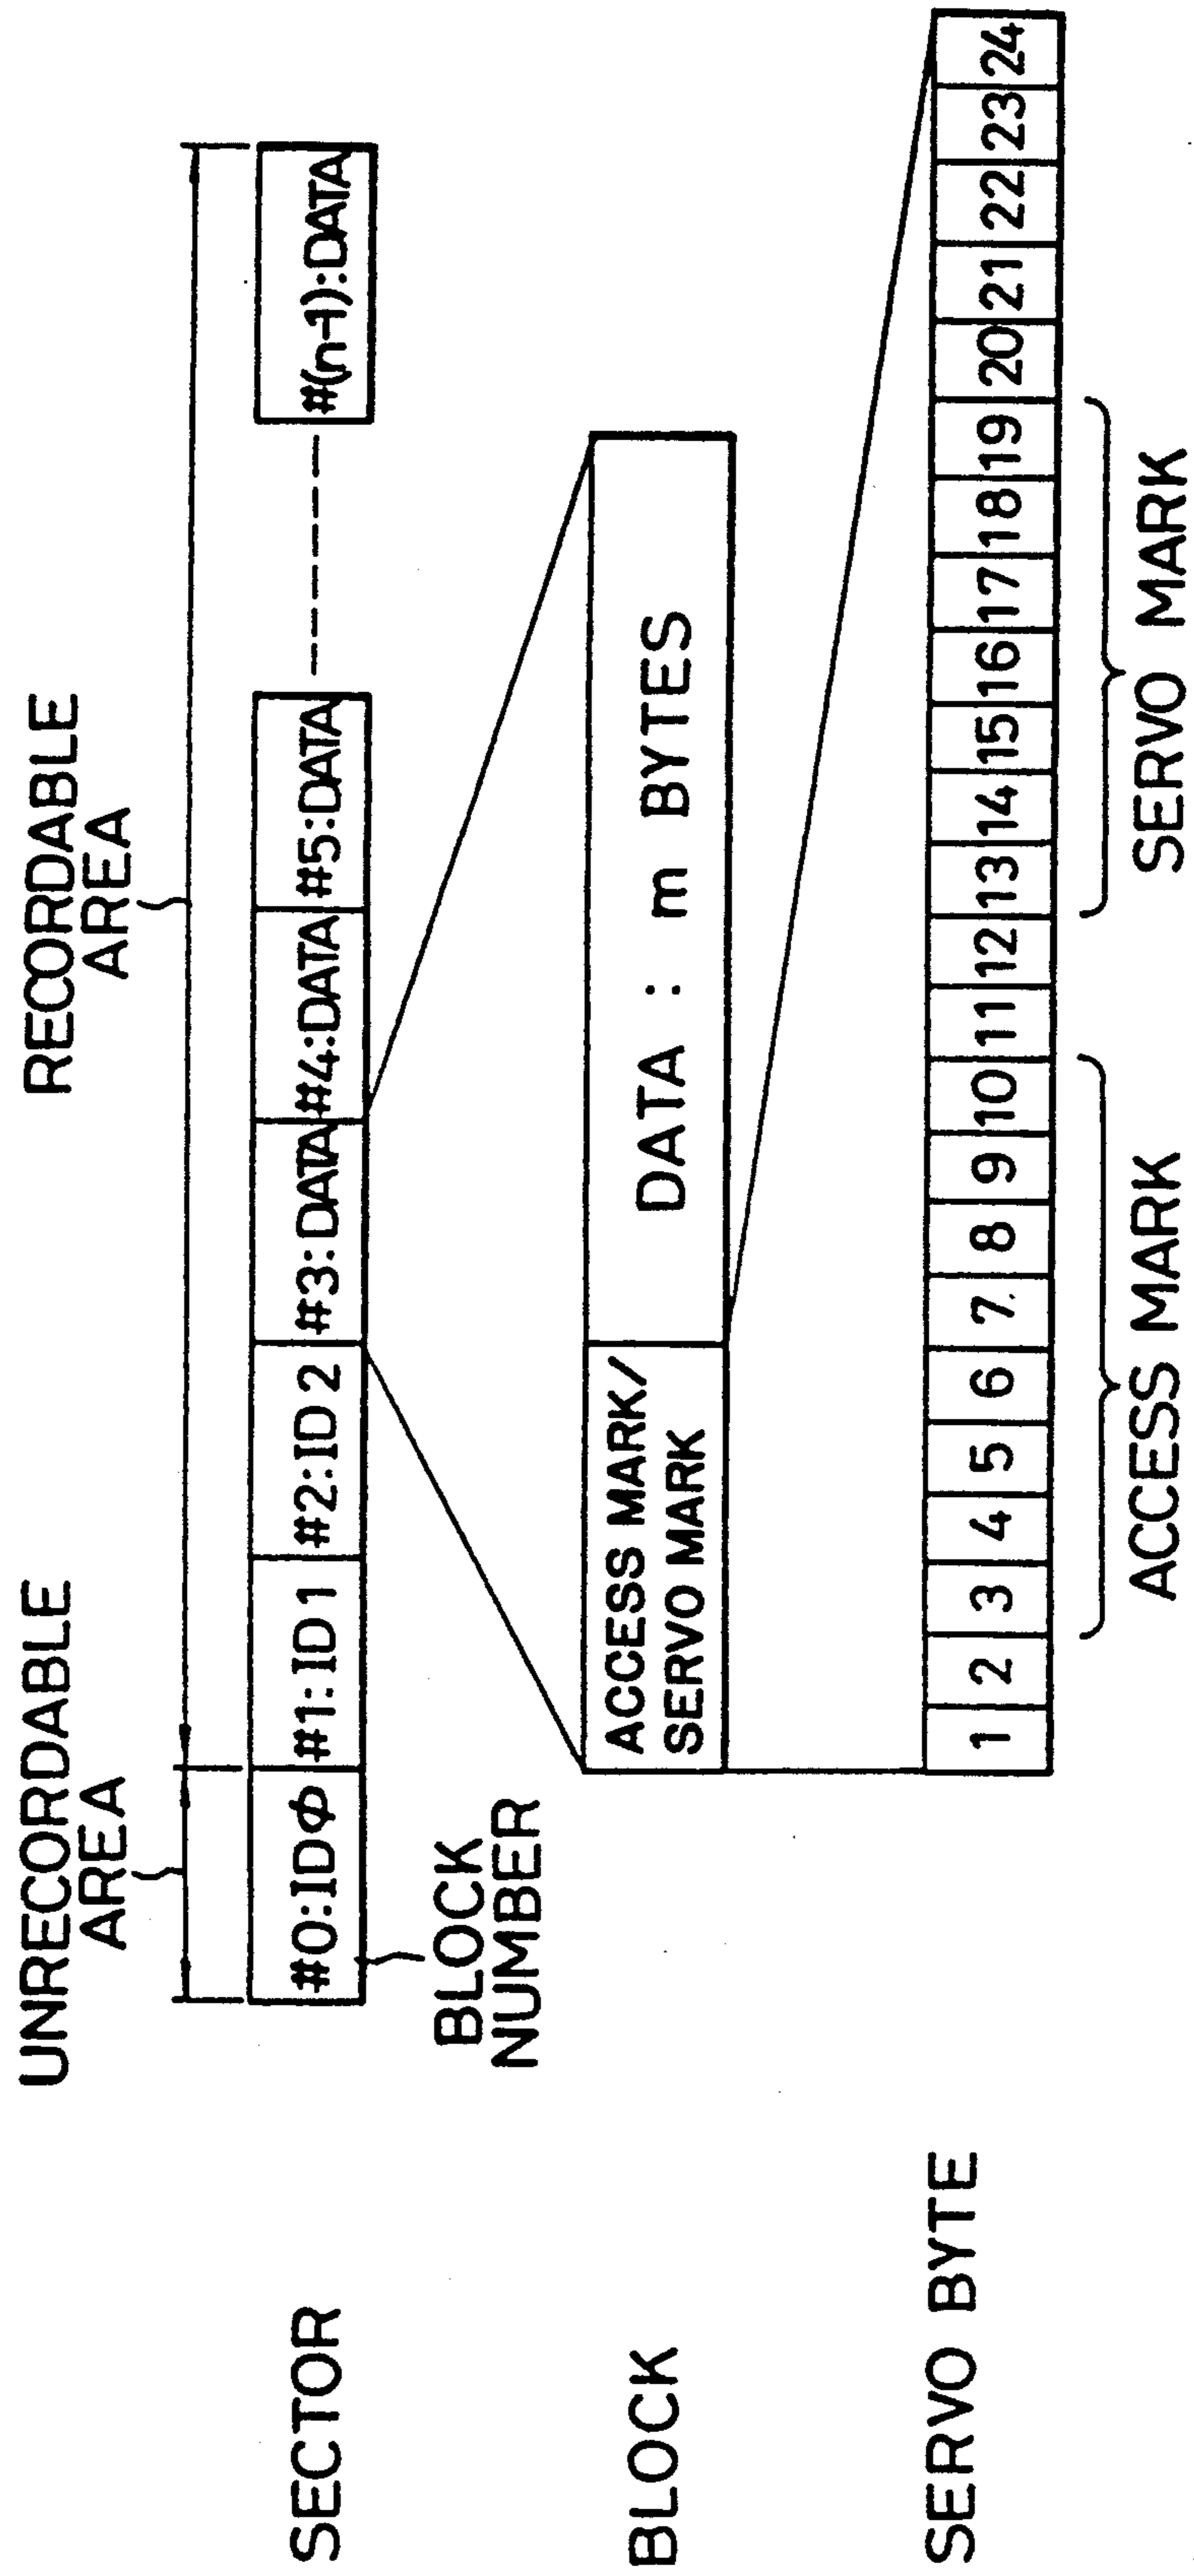 UNRECORDABLE
AREA
RECORDABLE
AREA
SECTOR
#0:IDΦ #1:ID1 #2:ID2 #3:DATA #4:DATA #5:DATA #(n-1):DATA
BLOCK
NUMBER
BLOCK
ACCESS MARK/
SERVO MARK
DATA : m BYTES
SERVO BYTE
1 2 3 4 5 6 7 8 9 10 11 12 13 14 15 16 17 18 19 20 21 22 23 24
ACCESS MARK
SERVO MARK